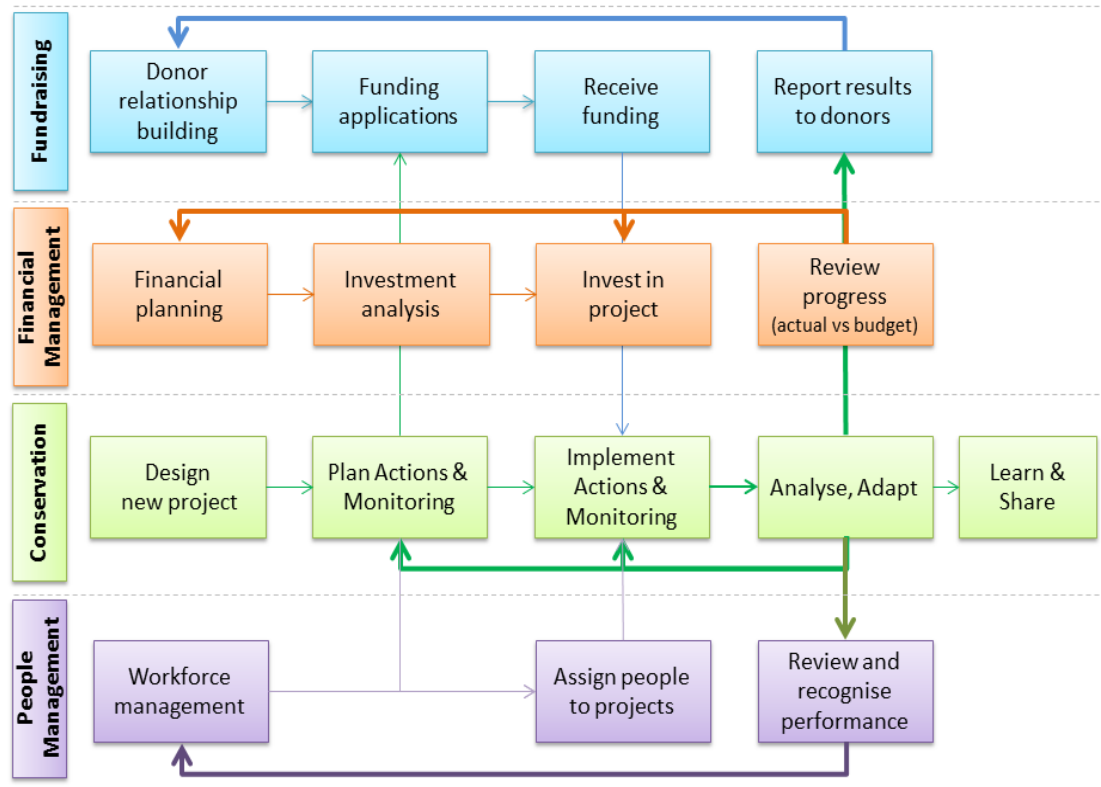 Fundraising
Donor
relationship
building
Funding
applications
Receive
funding
Report results
to donors
Financial
Management
Financial
planning
Investment
analysis
Invest in
project
Review
progress
(actual vs budget)
Conservation
Design
new project
Plan Actions &
Monitoring
Implement
Actions &
Monitoring
Analyse, Adapt
Learn &
Share
People
Management
Workforce
management
Assign people
to projects
Review and
recognise
performance